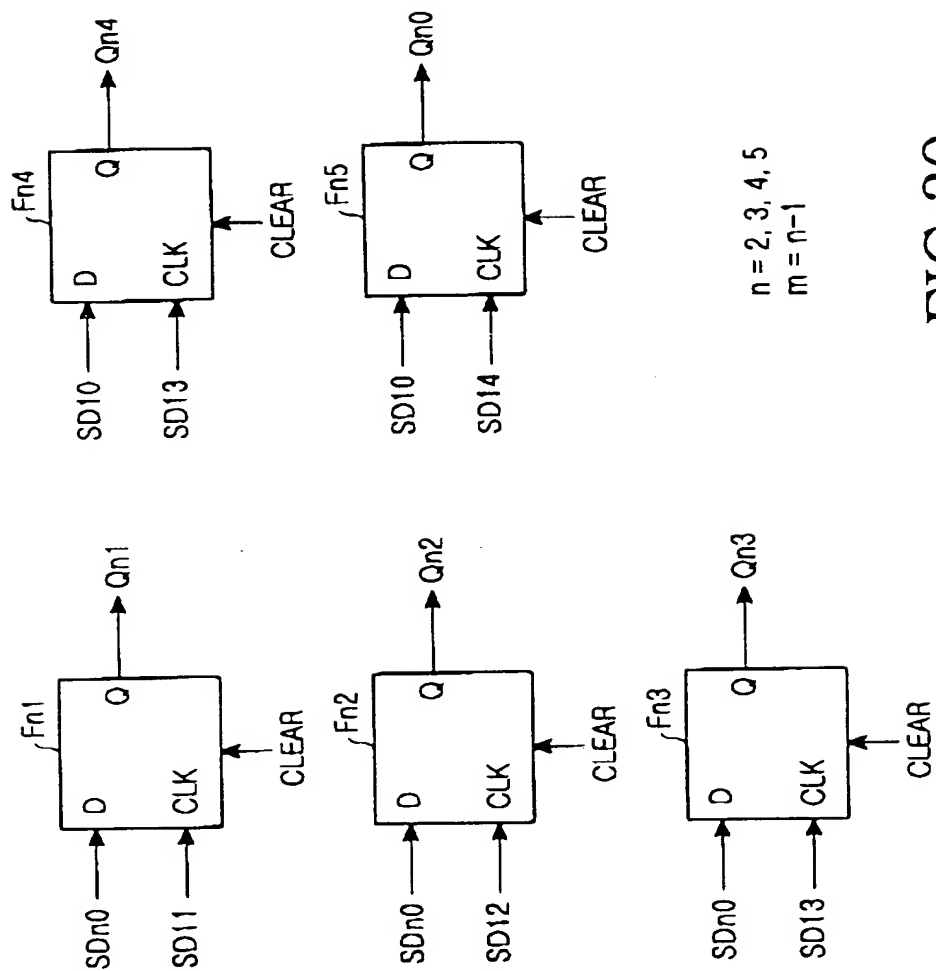 Fn1
SDn0
D
Q
Qn1
SD11
CLK
CLEAR
Fn2
SDn0
D
Q
Qn2
SD12
CLK
CLEAR
Fn3
SDn0
D
Q
Qn3
SD13
CLK
CLEAR
Fn4
SD10
D
Q
Qn4
SD13
CLK
CLEAR
Fn5
SD10
D
Q
Qn0
SD14
CLK
CLEAR
n = 2, 3, 4, 5
m = n-1